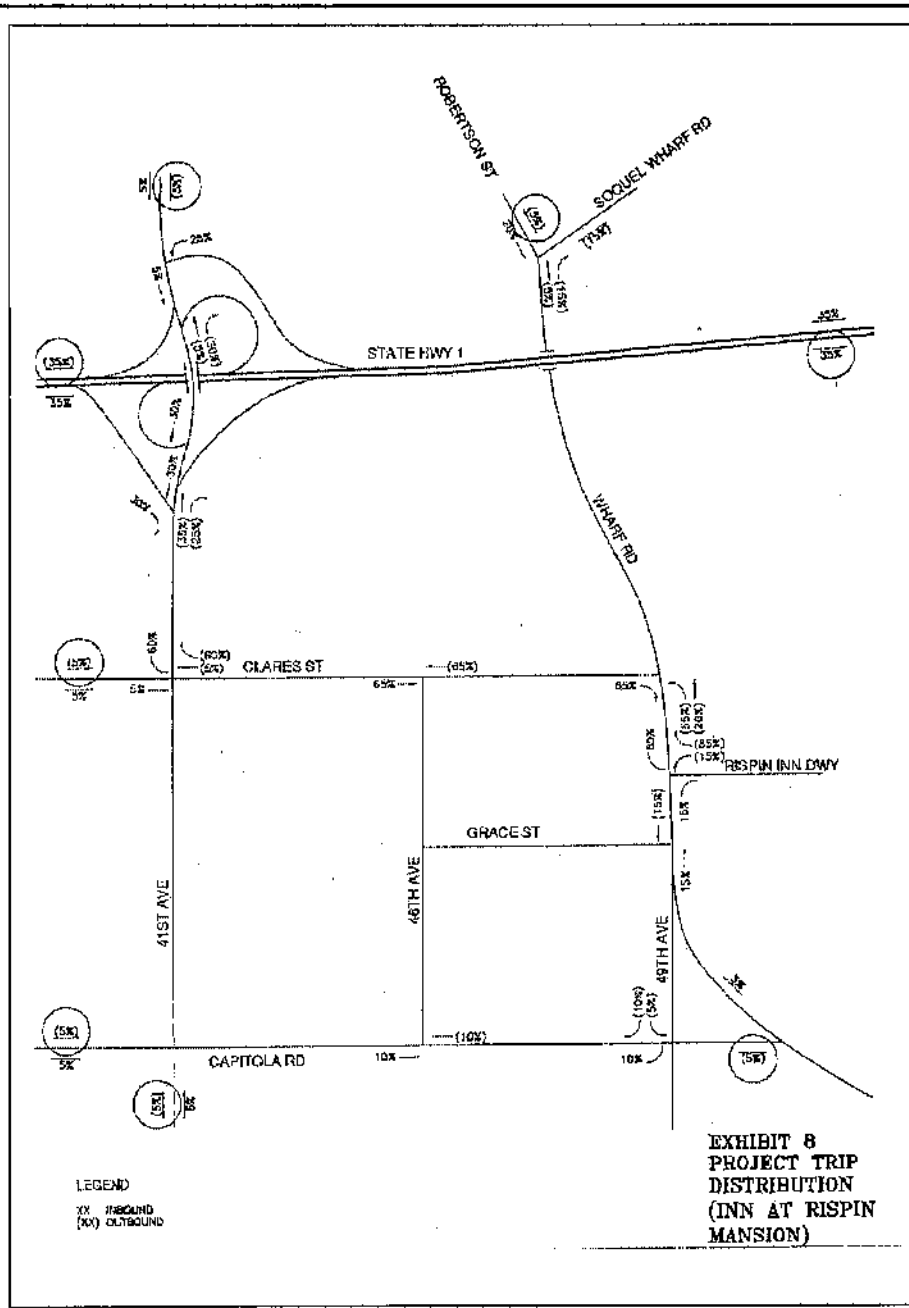 ROBERTSON ST
SOQUEL WHARF RD
5%
(5%)
25%
5%
(5%)
20%
(15%)
(5%)
(30%)
STATE HWY 1
35%
35%
(35%)
35%
30%
30%
30%
(35%)
(25%)
WHARF RD
60%
(60%)
(5%)
(5%)
5%
5%
CLARES ST
(65%)
65%
65%
(65%)
(20%)
(85%)
(15%)
RISPIN INN DWY
(15%)
15%
GRACE ST
15%
41ST AVE
49TH AVE
5%
(10%)
(5%)
(5%)
5%
(10%)
10%
10%
(5%)
CAPITOLA RD
(5%)
5%
EXHIBIT 8
PROJECT TRIP
DISTRIBUTION
(INN AT RISPIN
MANSION)
LEGEND
XX INBOUND
(XX) OUTBOUND